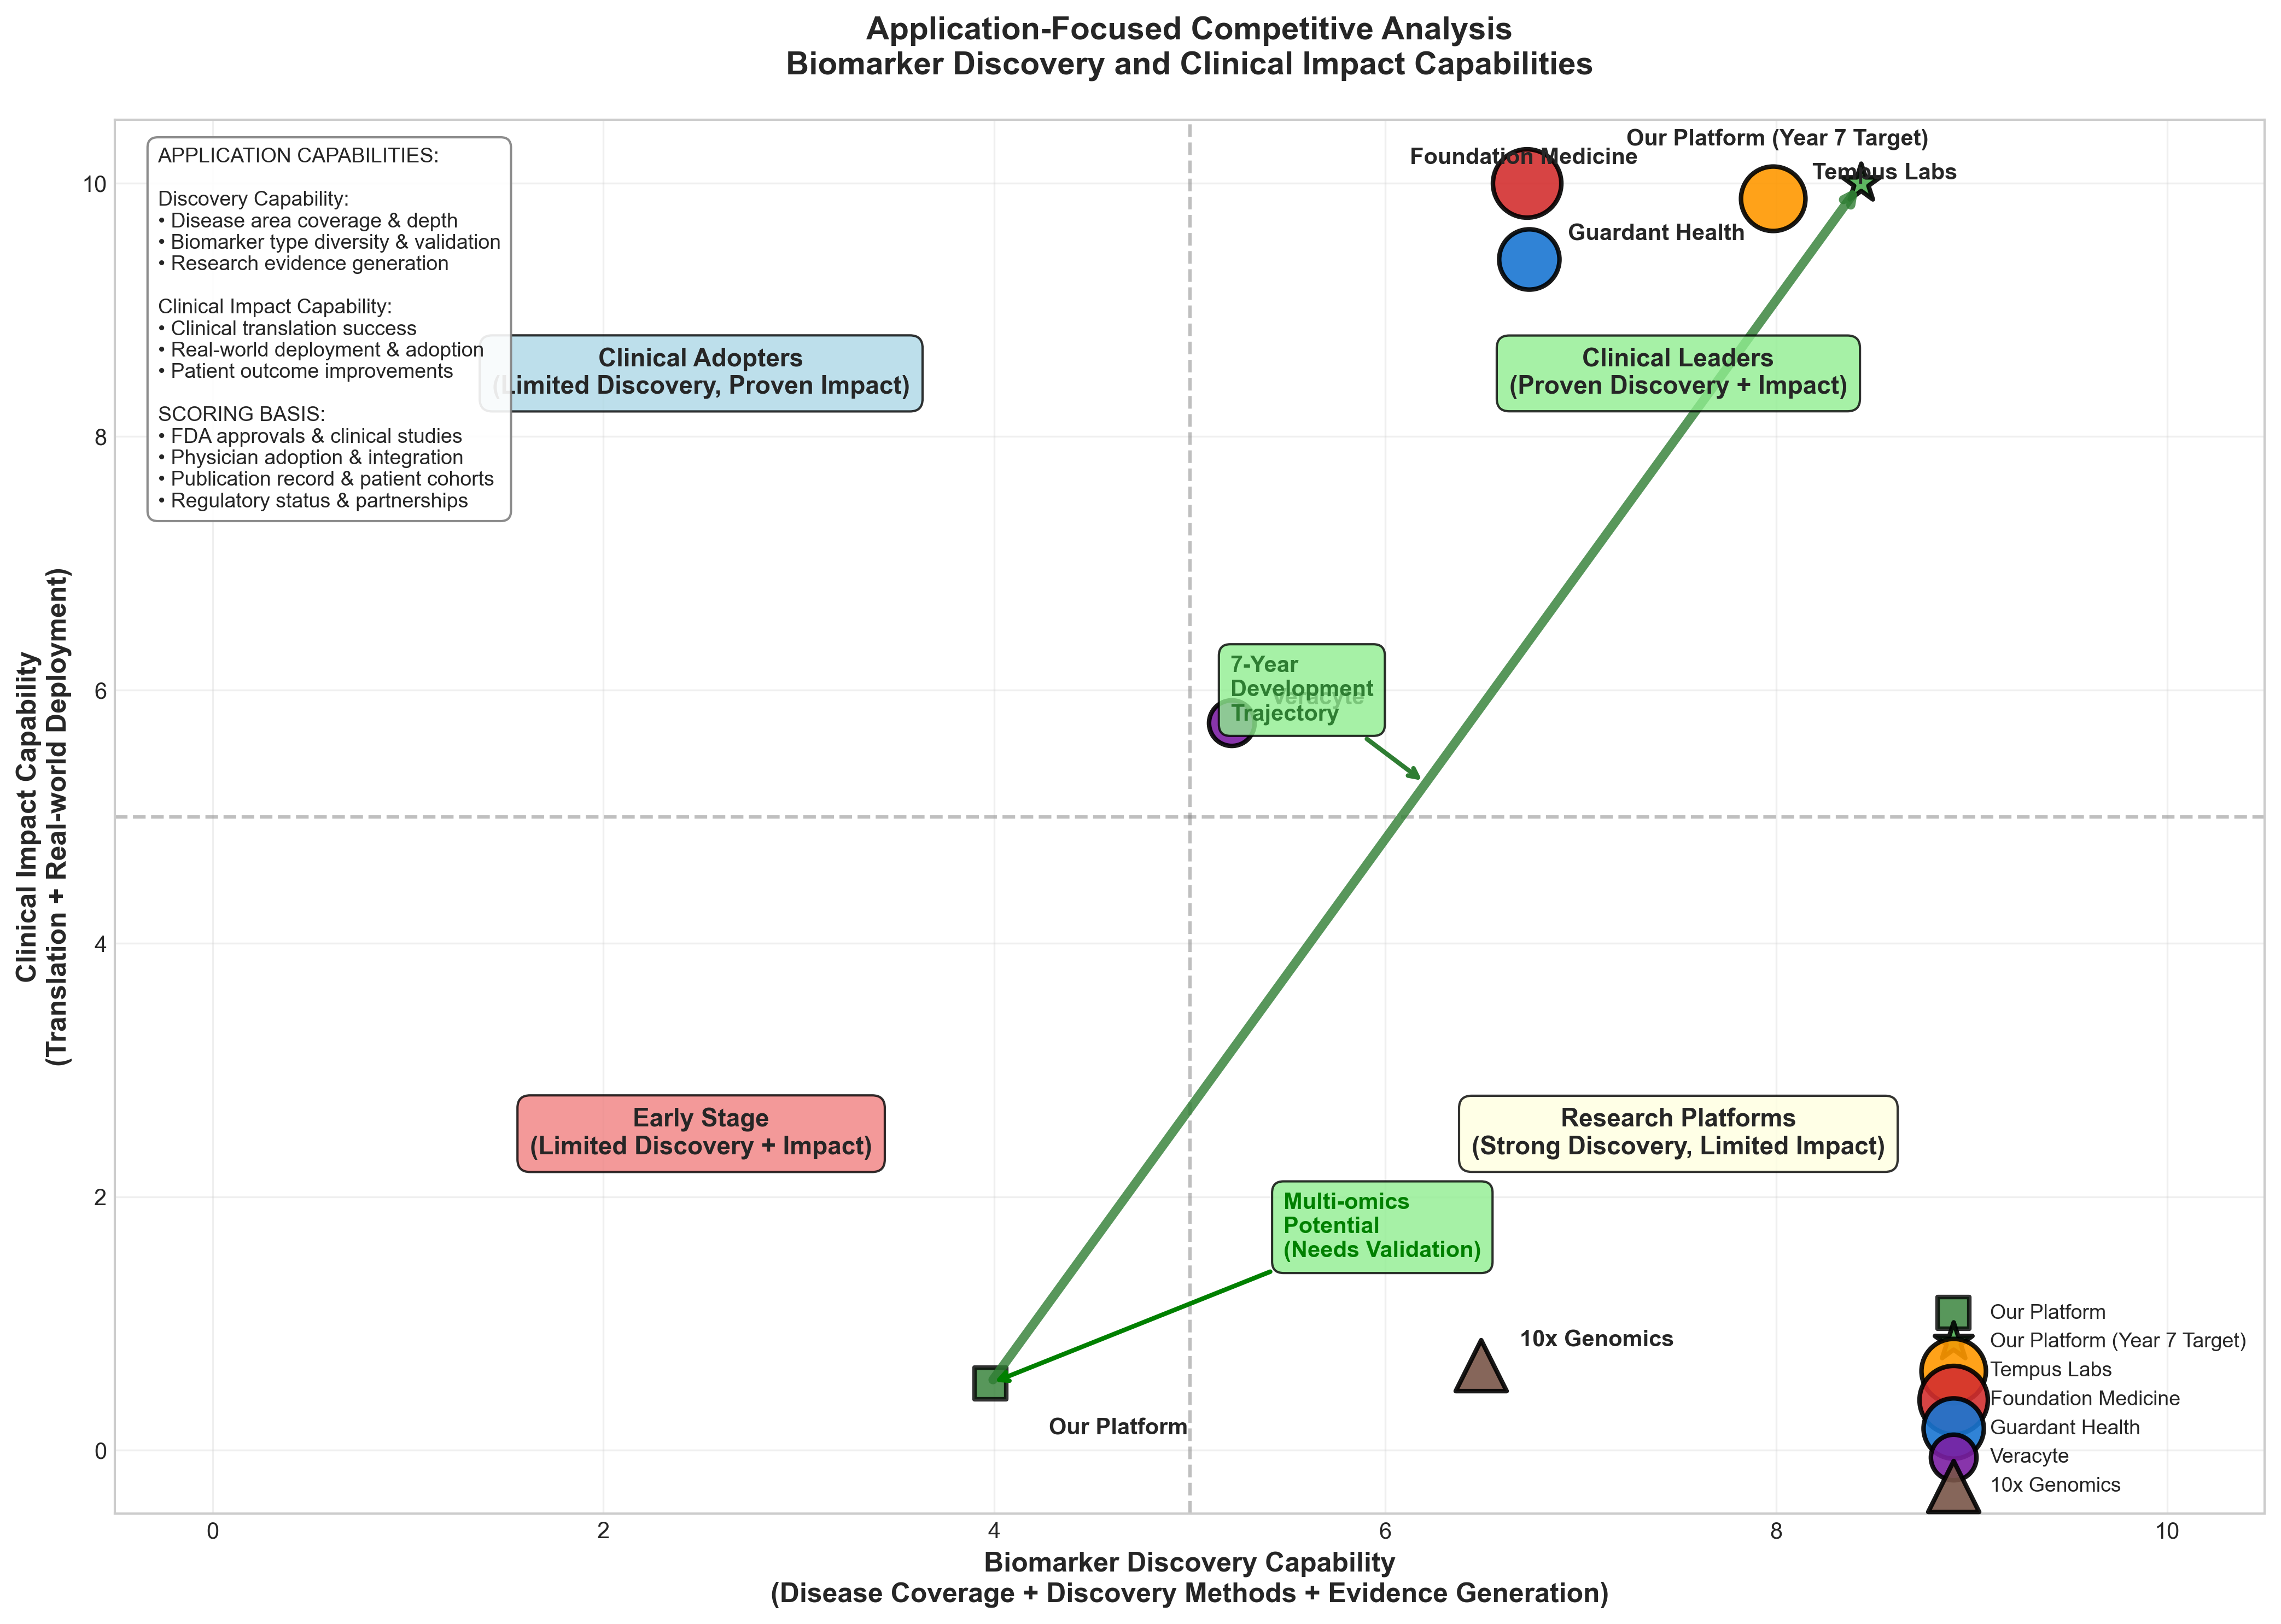 Application-Focused Competitive Analysis
Biomarker Discovery and Clinical Impact Capabilities
APPLICATION CAPABILITIES:
Discovery Capability:
• Disease area coverage & depth
• Biomarker type diversity & validation
• Research evidence generation
Clinical Impact Capability:
• Clinical translation success
• Real-world deployment & adoption
• Patient outcome improvements
SCORING BASIS:
• FDA approvals & clinical studies
• Physician adoption & integration
• Publication record & patient cohorts
• Regulatory status & partnerships
Our Platform (Year 7 Target)
Foundation Medicine
Tempus Labs
Guardant Health
Clinical Adopters
(Limited Discovery, Proven Impact)
Clinical Leaders
(Proven Discovery + Impact)
7-Year
Development
Trajectory
Veracyte
Early Stage
(Limited Discovery + Impact)
Research Platforms
(Strong Discovery, Limited Impact)
Multi-omics
Potential
(Needs Validation)
10x Genomics
Our Platform
Our Platform
Our Platform (Year 7 Target)
Tempus Labs
Foundation Medicine
Guardant Health
Veracyte
10x Genomics
10
8
6
4
2
0
0
2
4
6
8
10
Clinical Impact Capability
(Translation + Real-world Deployment)
Biomarker Discovery Capability
(Disease Coverage + Discovery Methods + Evidence Generation)